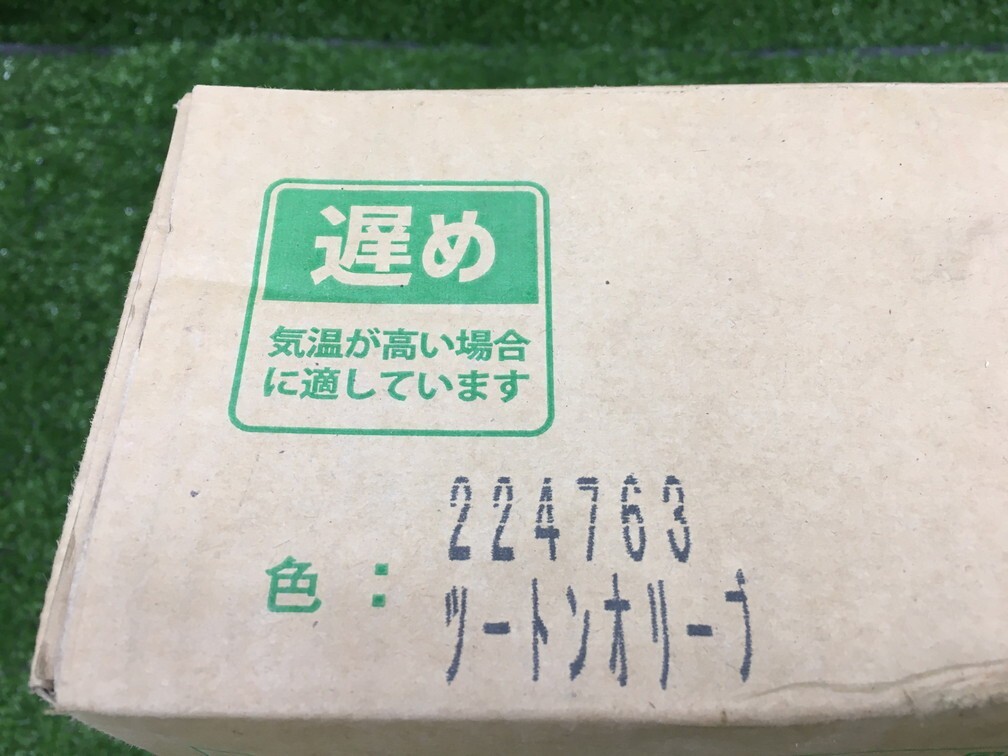 遅め
気温が高い場合
に適しています
224763
色：
ツートンオリーブ